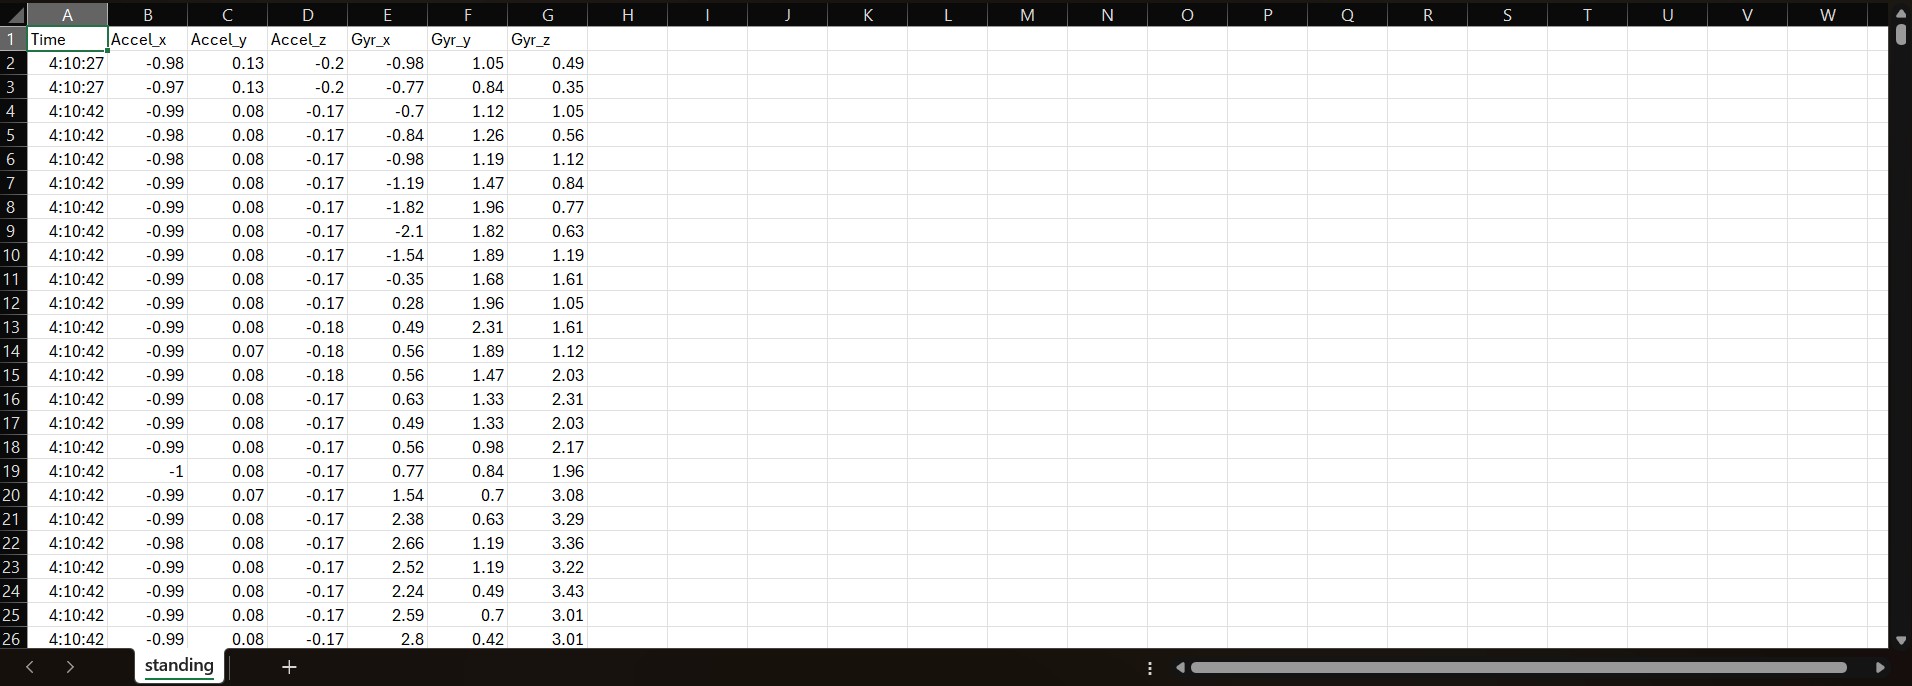 A B C D E F G H I J K L M N O P Q R S T U V W
1 Time Accel_x Accel_y Accel_z Gyr_x Gyr_y Gyr_z
2 4:10:27 -0.98 0.13 -0.2 -0.98 1.05 0.49
3 4:10:27 -0.97 0.13 -0.2 -0.77 0.84 0.35
4 4:10:42 -0.99 0.08 -0.17 -0.7 1.12 1.05
5 4:10:42 -0.98 0.08 -0.17 -0.84 1.26 0.56
6 4:10:42 -0.98 0.08 -0.17 -0.98 1.19 1.12
7 4:10:42 -0.99 0.08 -0.17 -1.19 1.47 0.84
8 4:10:42 -0.99 0.08 -0.17 -1.82 1.96 0.77
9 4:10:42 -0.99 0.08 -0.17 -2.1 1.82 0.63
10 4:10:42 -0.99 0.08 -0.17 -1.54 1.89 1.19
11 4:10:42 -0.99 0.08 -0.17 -0.35 1.68 1.61
12 4:10:42 -0.99 0.08 -0.17 0.28 1.96 1.05
13 4:10:42 -0.99 0.08 -0.18 0.49 2.31 1.61
14 4:10:42 -0.99 0.07 -0.18 0.56 1.89 1.12
15 4:10:42 -0.99 0.08 -0.18 0.56 1.47 2.03
16 4:10:42 -0.99 0.08 -0.17 0.63 1.33 2.31
17 4:10:42 -0.99 0.08 -0.17 0.49 1.33 2.03
18 4:10:42 -0.99 0.08 -0.17 0.56 0.98 2.17
19 4:10:42 -1 0.08 -0.17 0.77 0.84 1.96
20 4:10:42 -0.99 0.07 -0.17 1.54 0.7 3.08
21 4:10:42 -0.99 0.08 -0.17 2.38 0.63 3.29
22 4:10:42 -0.98 0.08 -0.17 2.66 1.19 3.36
23 4:10:42 -0.99 0.08 -0.17 2.52 1.19 3.22
24 4:10:42 -0.99 0.08 -0.17 2.24 0.49 3.43
25 4:10:42 -0.99 0.08 -0.17 2.59 0.7 3.01
26 4:10:42 -0.99 0.08 -0.17 2.8 0.42 3.01
standing